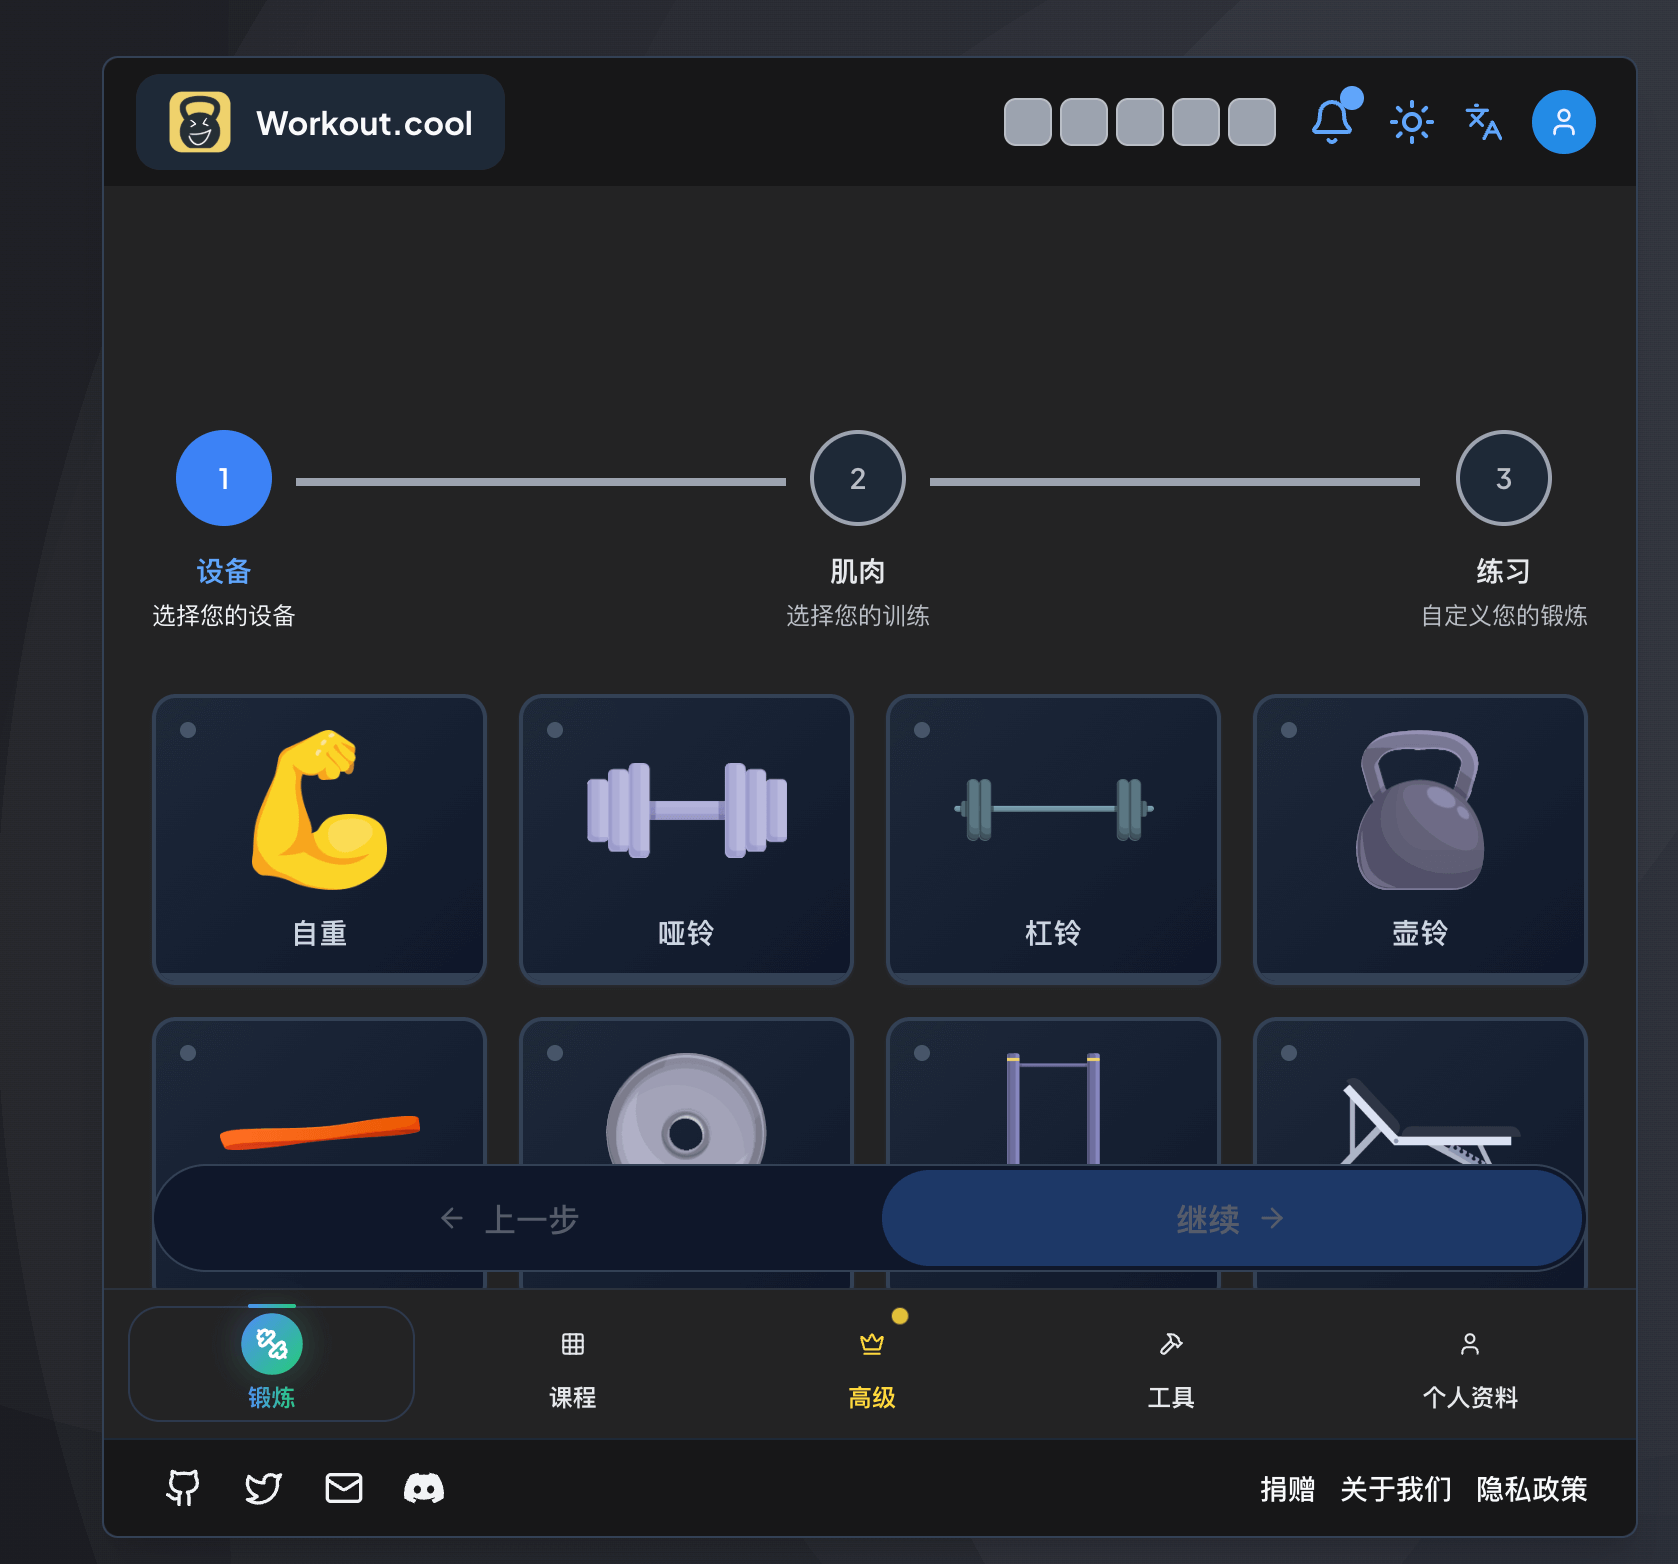 Workout.cool
1
2
3
设备
肌肉
练习
选择您的设备
选择您的训练
自定义您的锻炼
自重
哑铃
杠铃
壶铃
上一步
继续
锻炼
课程
高级
工具
个人资料
捐赠 关于我们 隐私政策